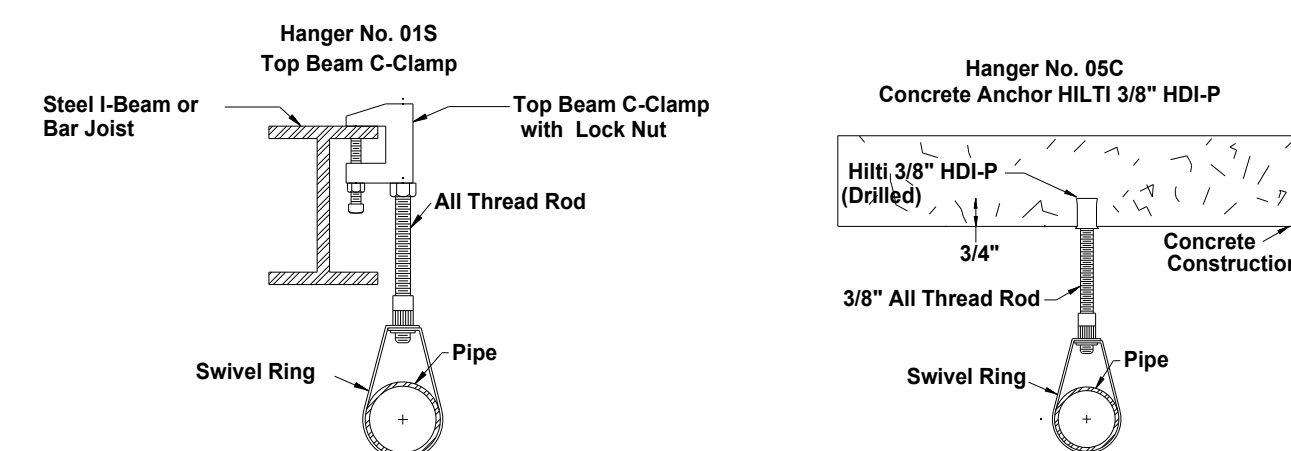 Hanger No. 01S
Top Beam C-Clamp
Steel I-Beam or
Bar Joist
Top Beam C-Clamp
with Lock Nut
All Thread Rod
Pipe
Swivel Ring
Hanger No. 05C
Concrete Anchor HILTI 3/8" HDI-P
Hilti 3/8" HDI-P
(Drilled)
3/4"
Concrete
Construction
3/8" All Thread Rod
Pipe
Swivel Ring